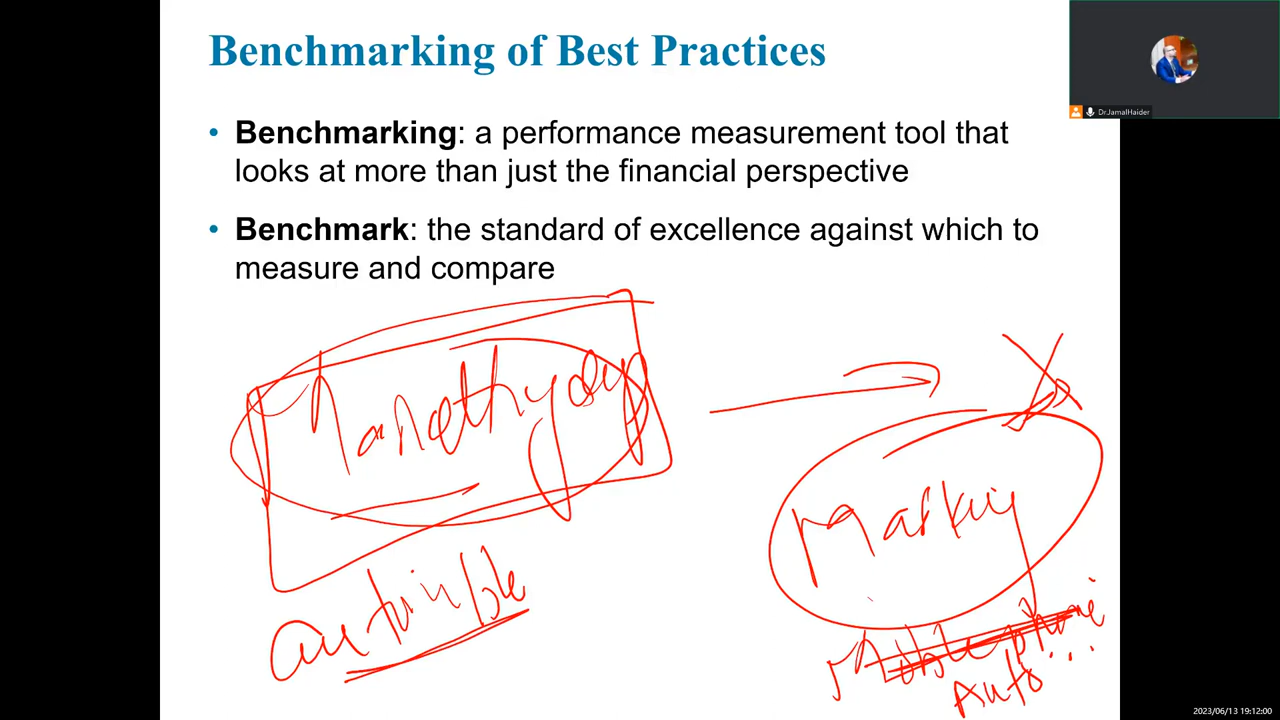 Benchmarking of Best Practices
Dr.JamalHaider
• Benchmarking: a performance measurement tool that
looks at more than just the financial perspective
• Benchmark: the standard of excellence against which to
measure and compare
Auto
2023/06/13 19:12:00